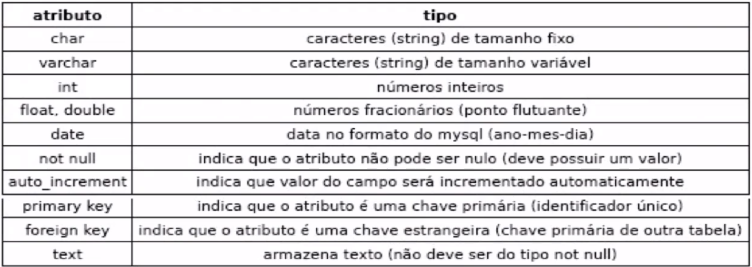 atributo tipo
char caracteres (string) de tamanho fixo
varchar caracteres (string) de tamanho variável
int números inteiros
float, double números fracionários (ponto flutuante)
date data no formato do mysql (ano-mes-dia)
not null indica que o atributo não pode ser nulo (deve possuir um valor)
auto_increment indica que valor do campo será incrementado automaticamente
primary key indica que o atributo é uma chave primária (identificador único)
foreign key indica que o atributo é uma chave estrangeira (chave primária de outra tabela)
text armazena texto (não deve ser do tipo not null)